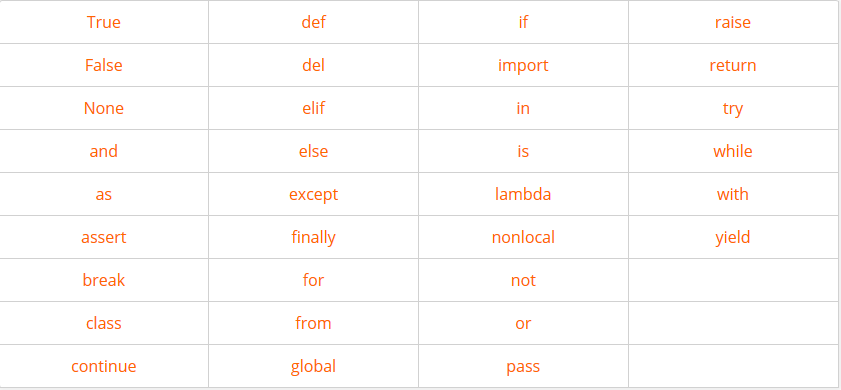 True def if raise
False del import return
None elif in try
and else is while
as except lambda with
assert finally nonlocal yield
break for not
class from or
continue global pass